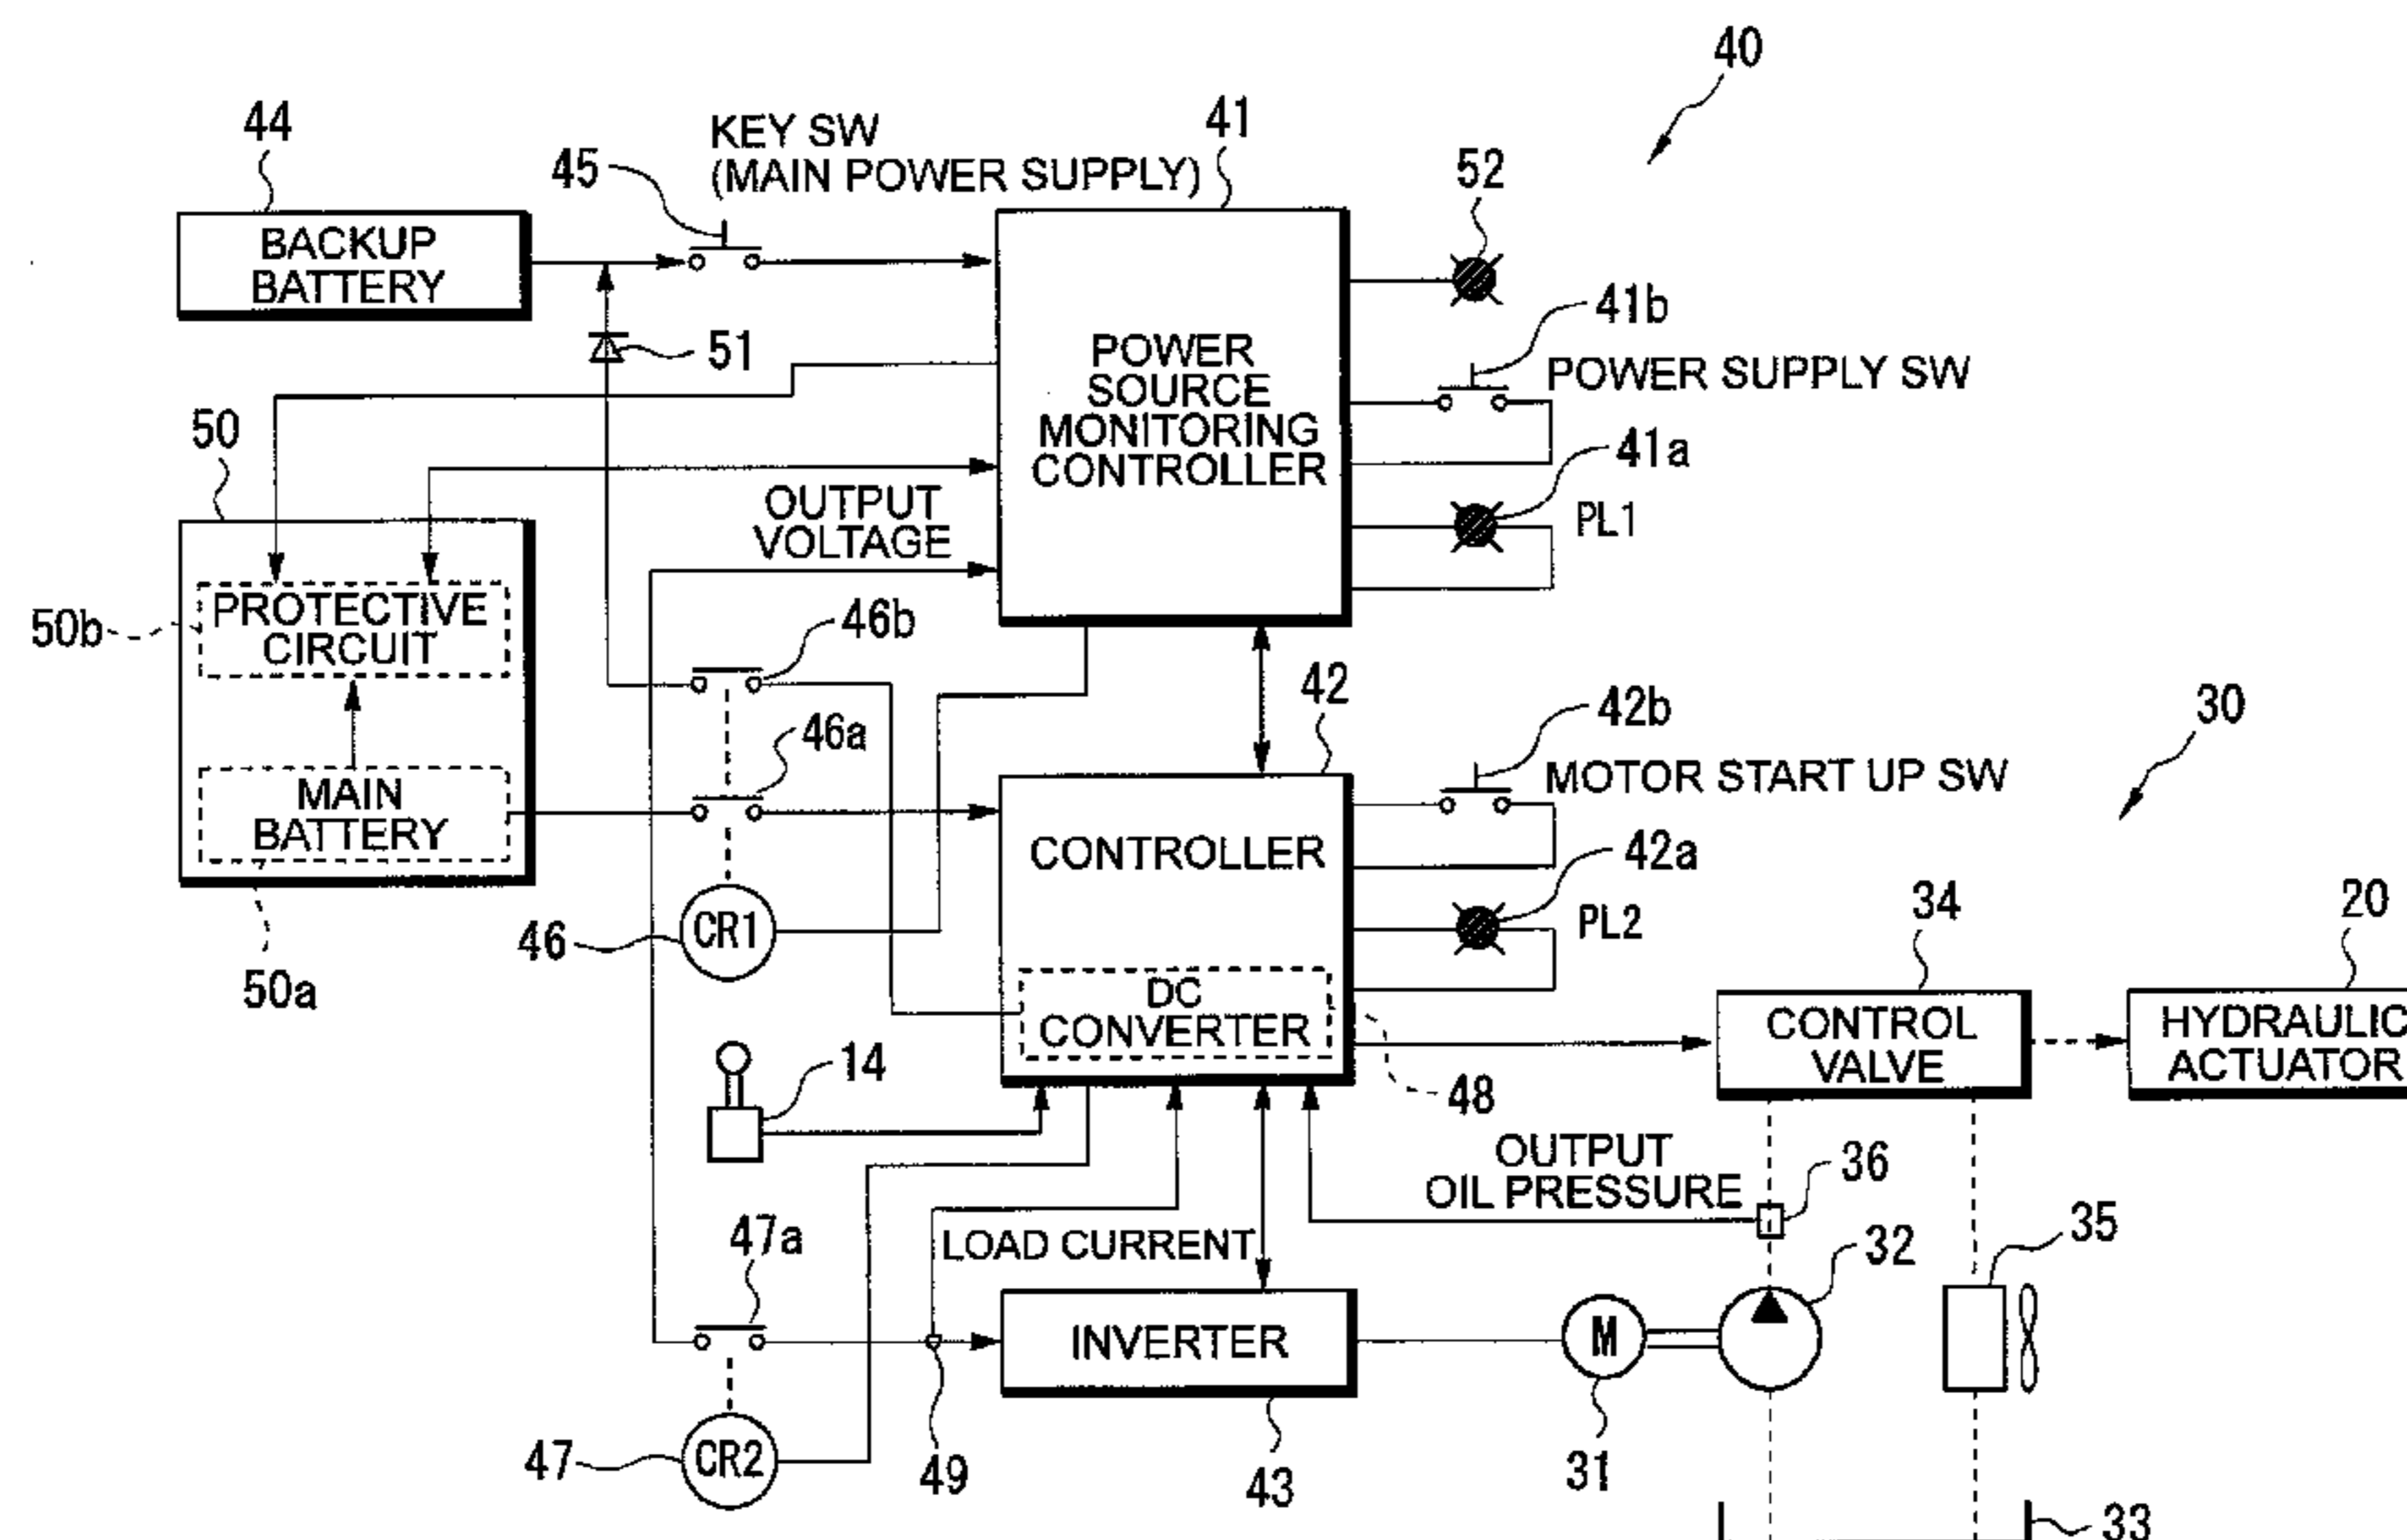 40
44
KEY SW
(MAIN POWER SUPPLY)
45
41
52
BACKUP
BATTERY
41b
POWER SUPPLY SW
51
POWER
SOURCE
MONITORING
CONTROLLER
50
41a
PL1
OUTPUT
VOLTAGE
PROTECTIVE
CIRCUIT
50b
46b
42
42b
30
46a
MOTOR START UP SW
MAIN
BATTERY
CONTROLLER
42a
PL2
34
20
CR1
46
50a
DC
CONVERTER
CONTROL
VALVE
HYDRAULIC
ACTUATOR
14
48
OUTPUT
OIL PRESSURE
36
47a
LOAD CURRENT
32
35
INVERTER
M
47
CR2
49
43
31
33